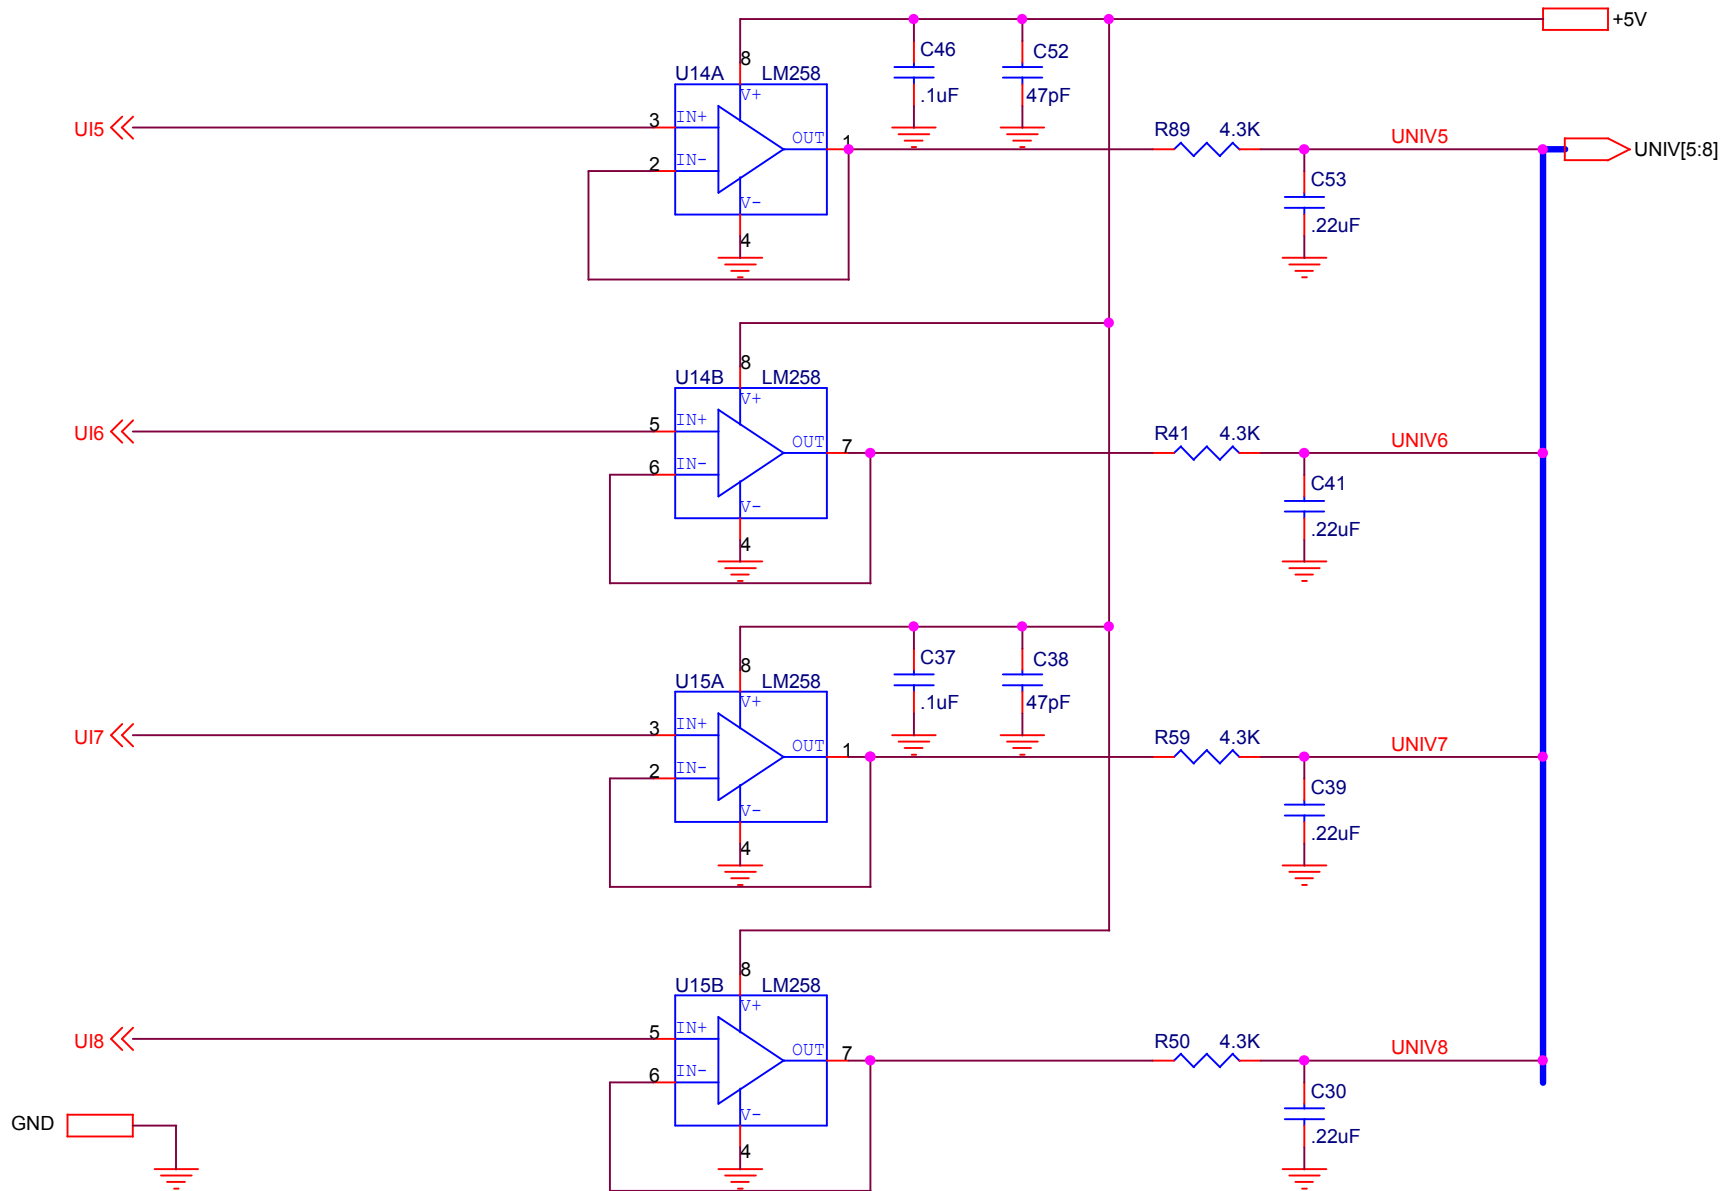 +5V
C46
.1uF
C52
47pF
U14A LM258
8
V+
UI5
3 IN+
2 IN-
OUT 1
V-
4
R89 4.3K
UNIV5
UNIV[5:8]
C53
.22uF
U14B LM258
8
V+
UI6
5 IN+
6 IN-
OUT 7
V-
4
R41 4.3K
UNIV6
C41
.22uF
C37
.1uF
C38
47pF
U15A LM258
8
V+
UI7
3 IN+
2 IN-
OUT 1
V-
4
R59 4.3K
UNIV7
C39
.22uF
U15B LM258
8
V+
UI8
5 IN+
6 IN-
OUT 7
V-
4
R50 4.3K
UNIV8
C30
.22uF
GND